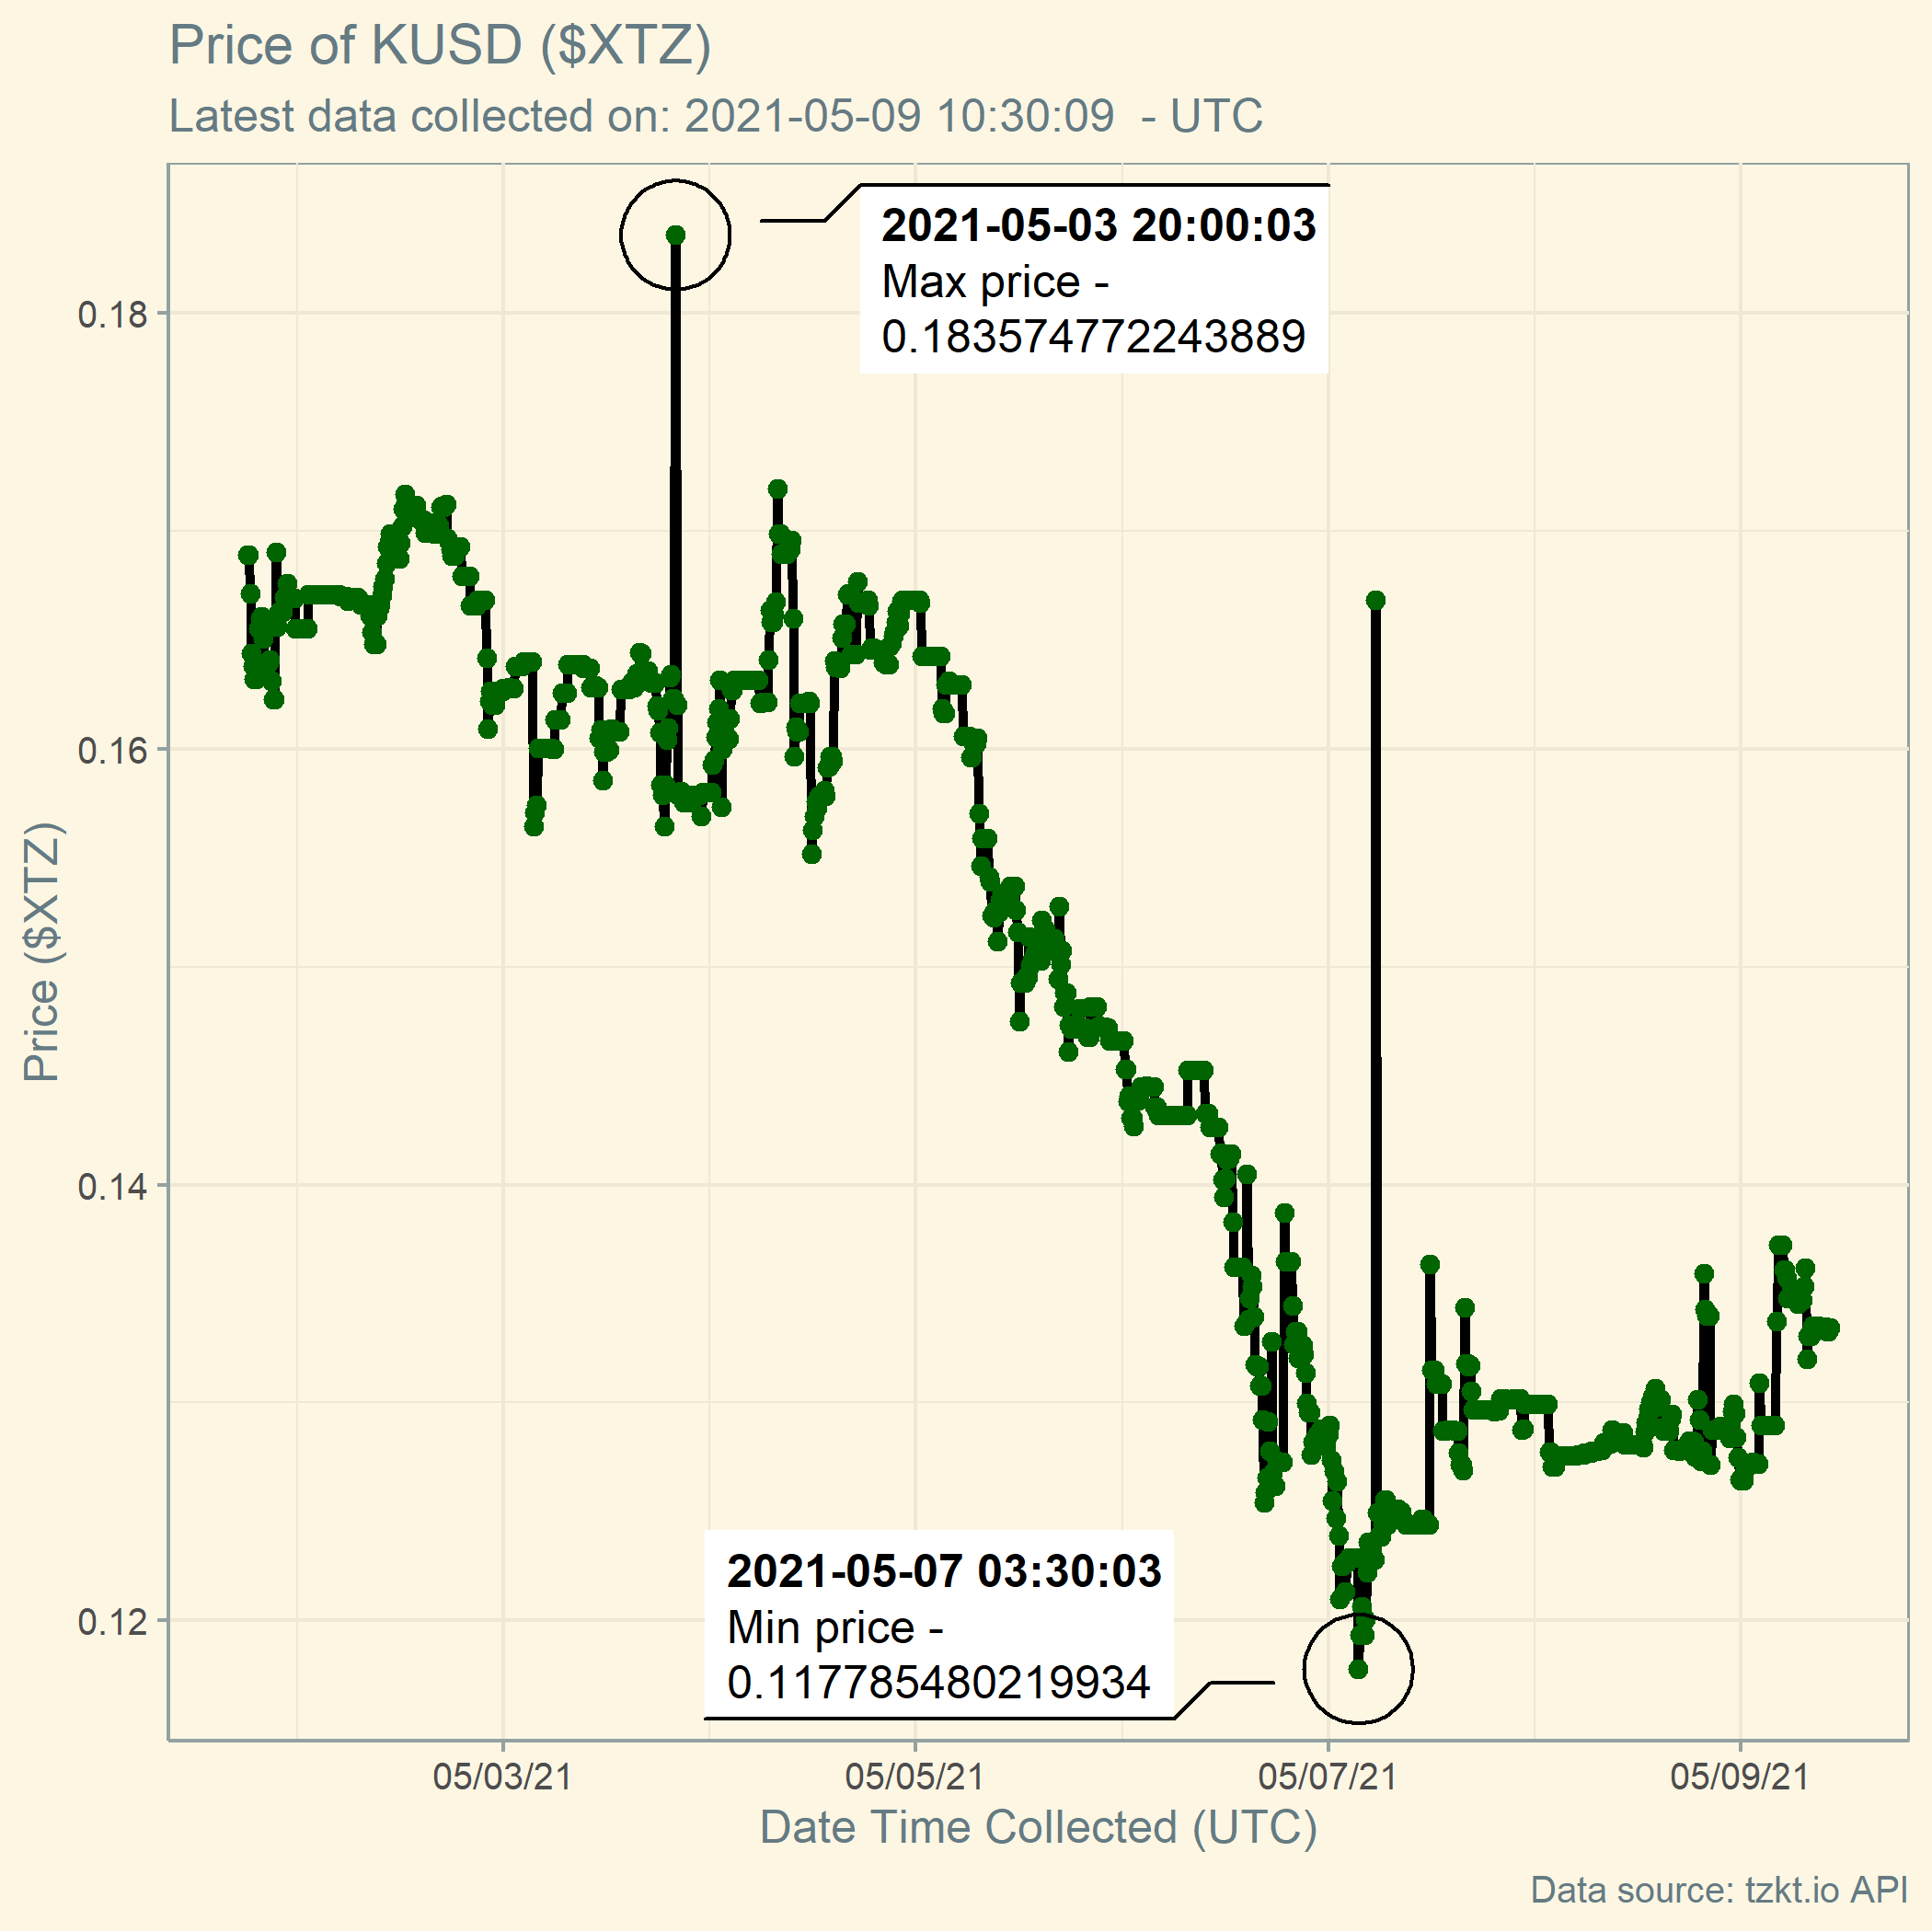 Price of KUSD ($XTZ)
Latest data collected on: 2021-05-09 10:30:09  - UTC
2021-05-03 20:00:03
Max price -
0.183574772243889
0.18
0.16
0.14
0.12
Price ($XTZ)
2021-05-07 03:30:03
Min price -
0.117785480219934
05/03/21
05/05/21
05/07/21
05/09/21
Date Time Collected (UTC)
Data source: tzkt.io API